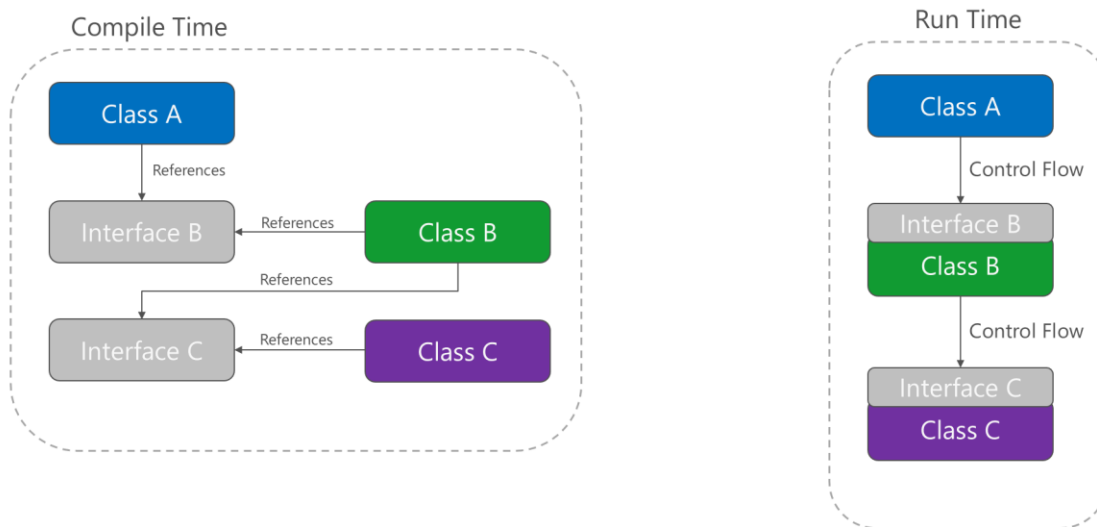 Compile Time
Class A
References
Interface B
References
Class B
References
Interface C
References
Class C
Run Time
Class A
Control Flow
Interface B
Class B
Control Flow
Interface C
Class C